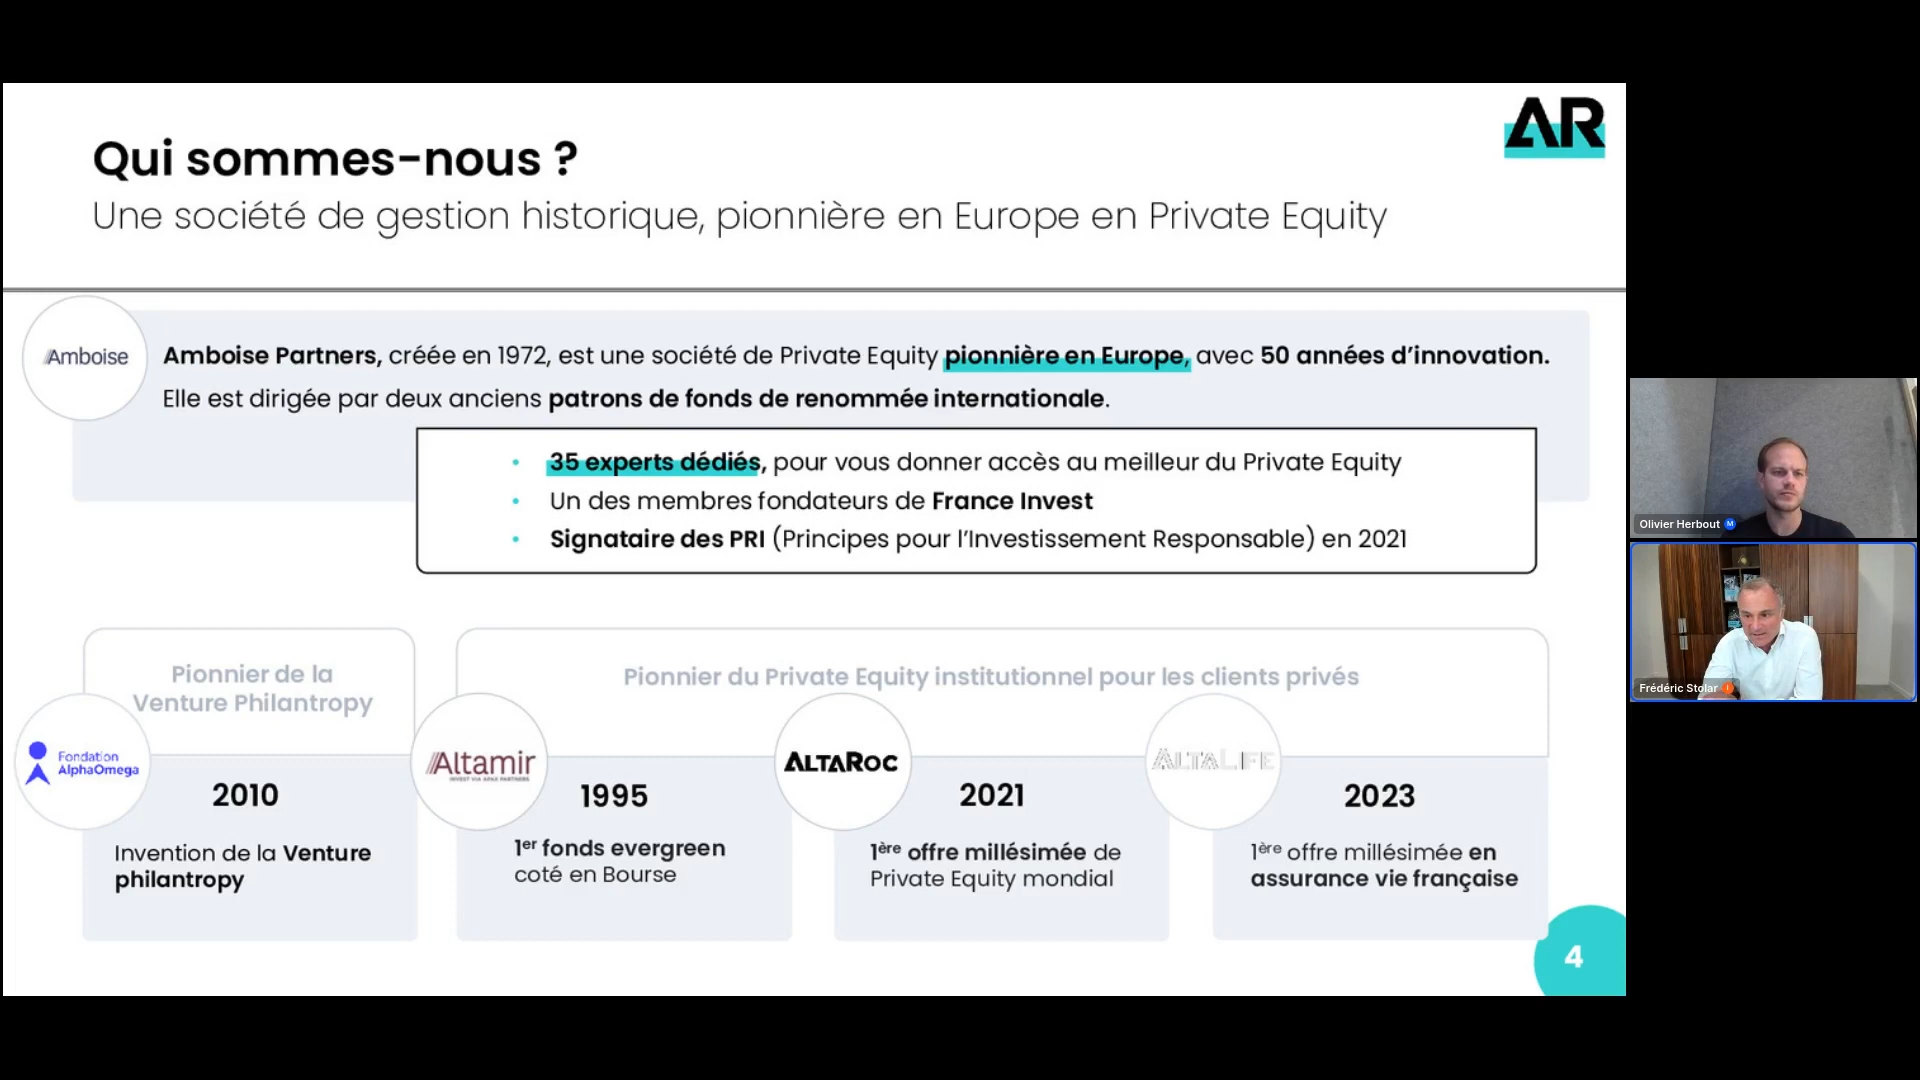 AR
Qui sommes-nous ?
Une société de gestion historique, pionnière en Europe en Private Equity
Amboise
Amboise Partners, créée en 1972, est une société de Private Equity pionnière en Europe, avec 50 années d’innovation.
Elle est dirigée par deux anciens patrons de fonds de renommée internationale.
• 35 experts dédiés, pour vous donner accès au meilleur du Private Equity
• Un des membres fondateurs de France Invest
• Signataire des PRI (Principes pour l’Investissement Responsable) en 2021
Pionnier de la
Venture Philantropy
Fondation
AlphaOmega
2010
Invention de la Venture
philantropy
Pionnier du Private Equity institutionnel pour les clients privés
Altamir
INVEST VIA APAX PARTNERS
1995
1er fonds evergreen
coté en Bourse
ALTAROC
2021
1ère offre millésimée de
Private Equity mondial
ALTALIFE
2023
1ère offre millésimée en
assurance vie française
4
Olivier Herbout M
Frédéric Stolar